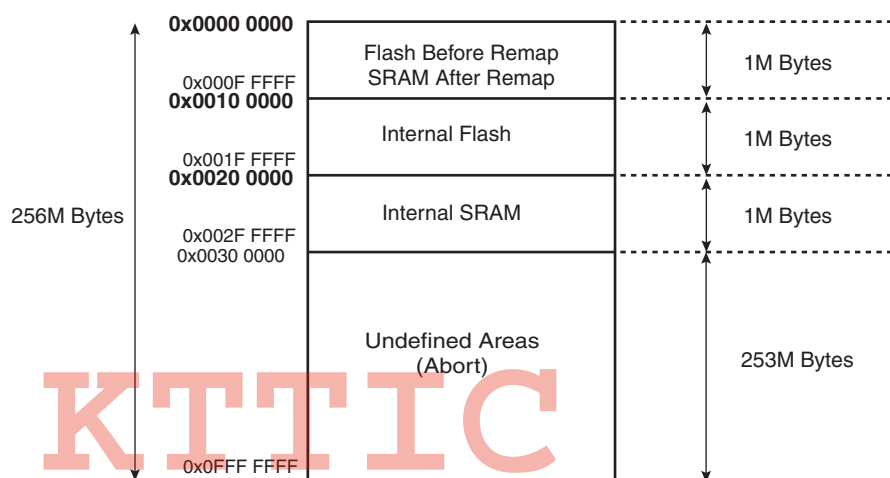 0x0000 0000
Flash Before Remap
SRAM After Remap
1M Bytes
0x000F FFFF
0x0010 0000
Internal Flash
1M Bytes
0x001F FFFF
0x0020 0000
256M Bytes
Internal SRAM
1M Bytes
0x002F FFFF
0x0030 0000
Undefined Areas
(Abort)
253M Bytes
KTTIC
0x0FFF FFFF